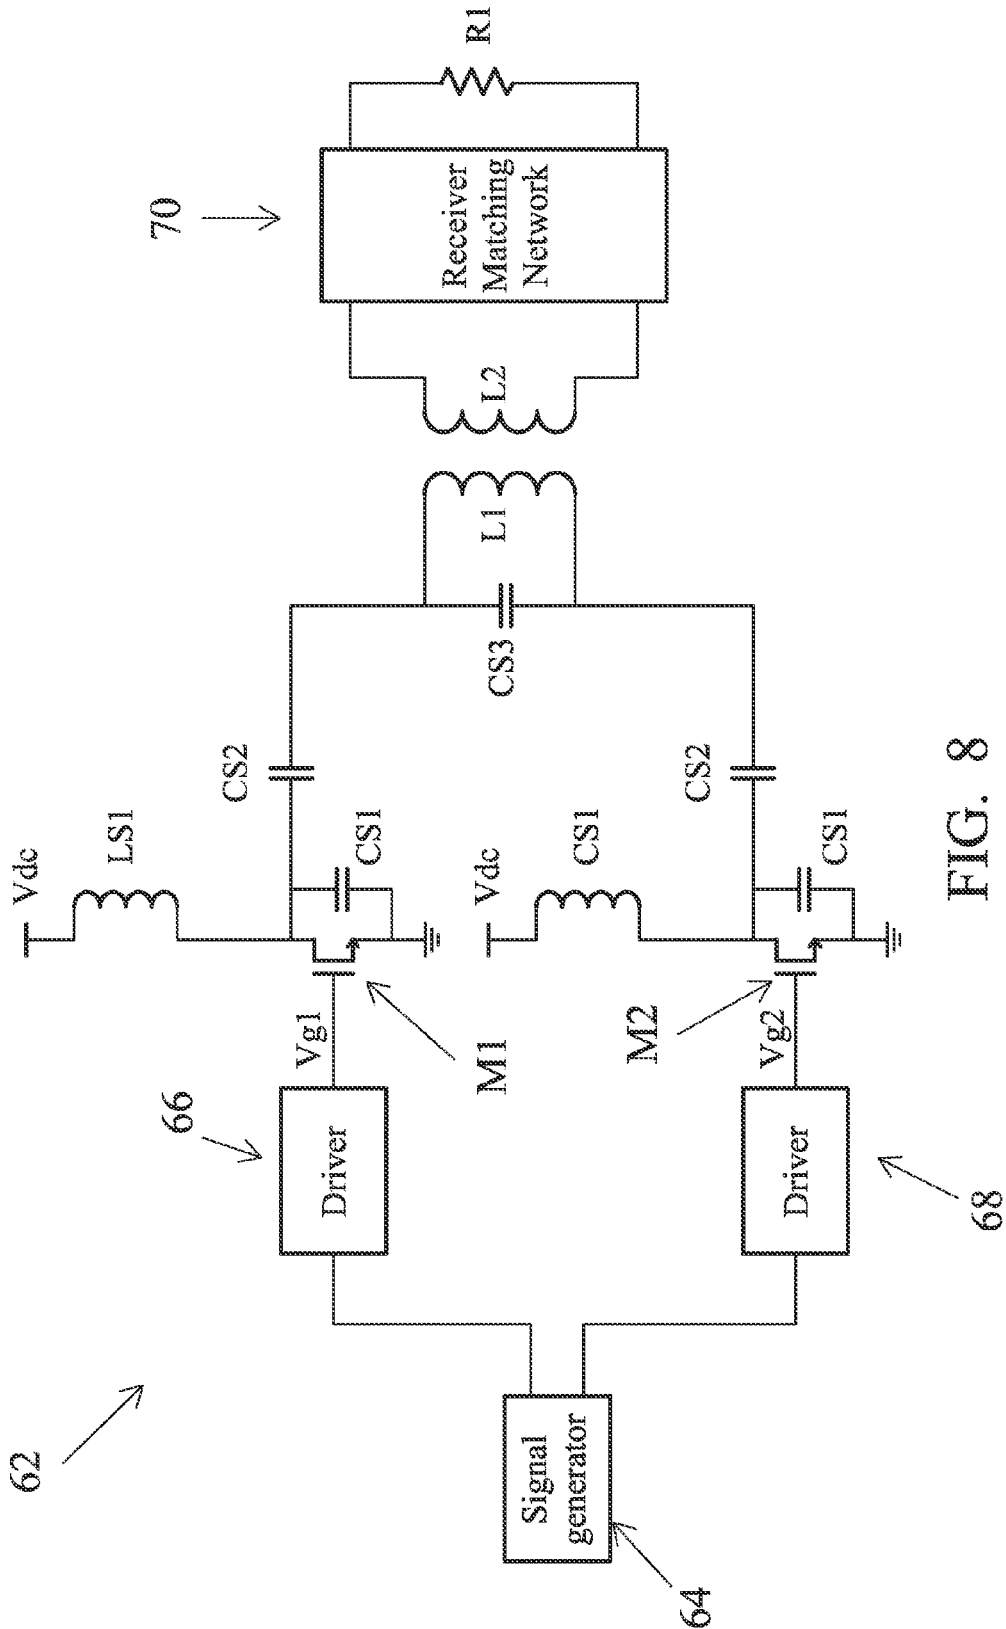 62
64
Signal
generator
66
Driver
68
Driver
Vg1
M1
Vg2
M2
Vdc
LS1
CS1
CS2
Vdc
CS1
CS1
CS2
CS3
L1
L2
70
Receiver
Matching
Network
R1
FIG. 8